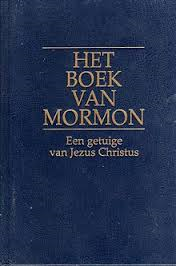 HET
BOEK
VAN
MORMON
Een getuige
van Jezus Christus